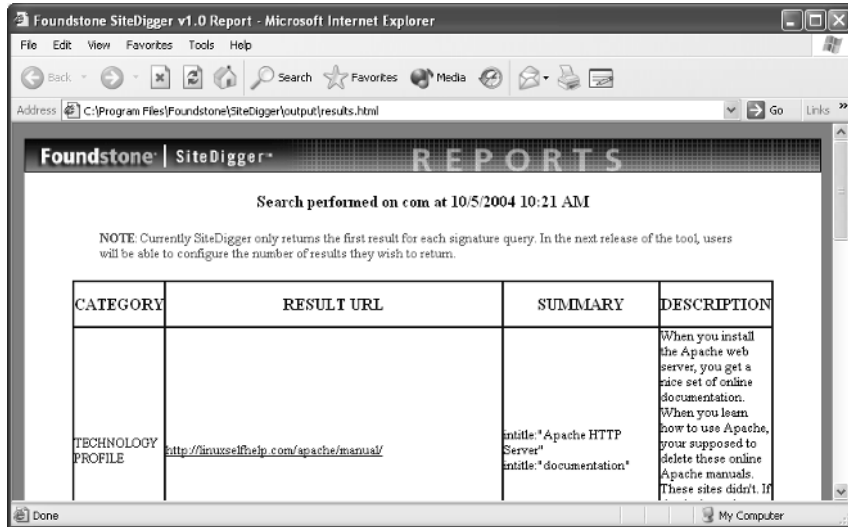 Foundstone SiteDigger v1.0 Report - Microsoft Internet Explorer
File Edit View Favorites Tools Help
Back Search Favorites Media
Address C:\Program Files\Foundstone\SiteDigger\output\results.html Go Links »
Foundstone | SiteDigger REPORTS
Search performed on com at 10/5/2004 10:21 AM
NOTE: Currently SiteDigger only returns the first result for each signature query. In the next release of the tool, users
will be able to configure the number of results they wish to return.
CATEGORY RESULT URL SUMMARY DESCRIPTION
TECHNOLOGY
PROFILE
http://linuxselfhelp.com/apache/manual/
intitle:"Apache HTTP
Server"
intitle:"documentation"
When you install
the Apache web
server, you get a
nice set of online
documentation.
When you learn
how to use Apache,
your supposed to
delete these online
Apache manuals.
These sites didn't. If
Done My Computer